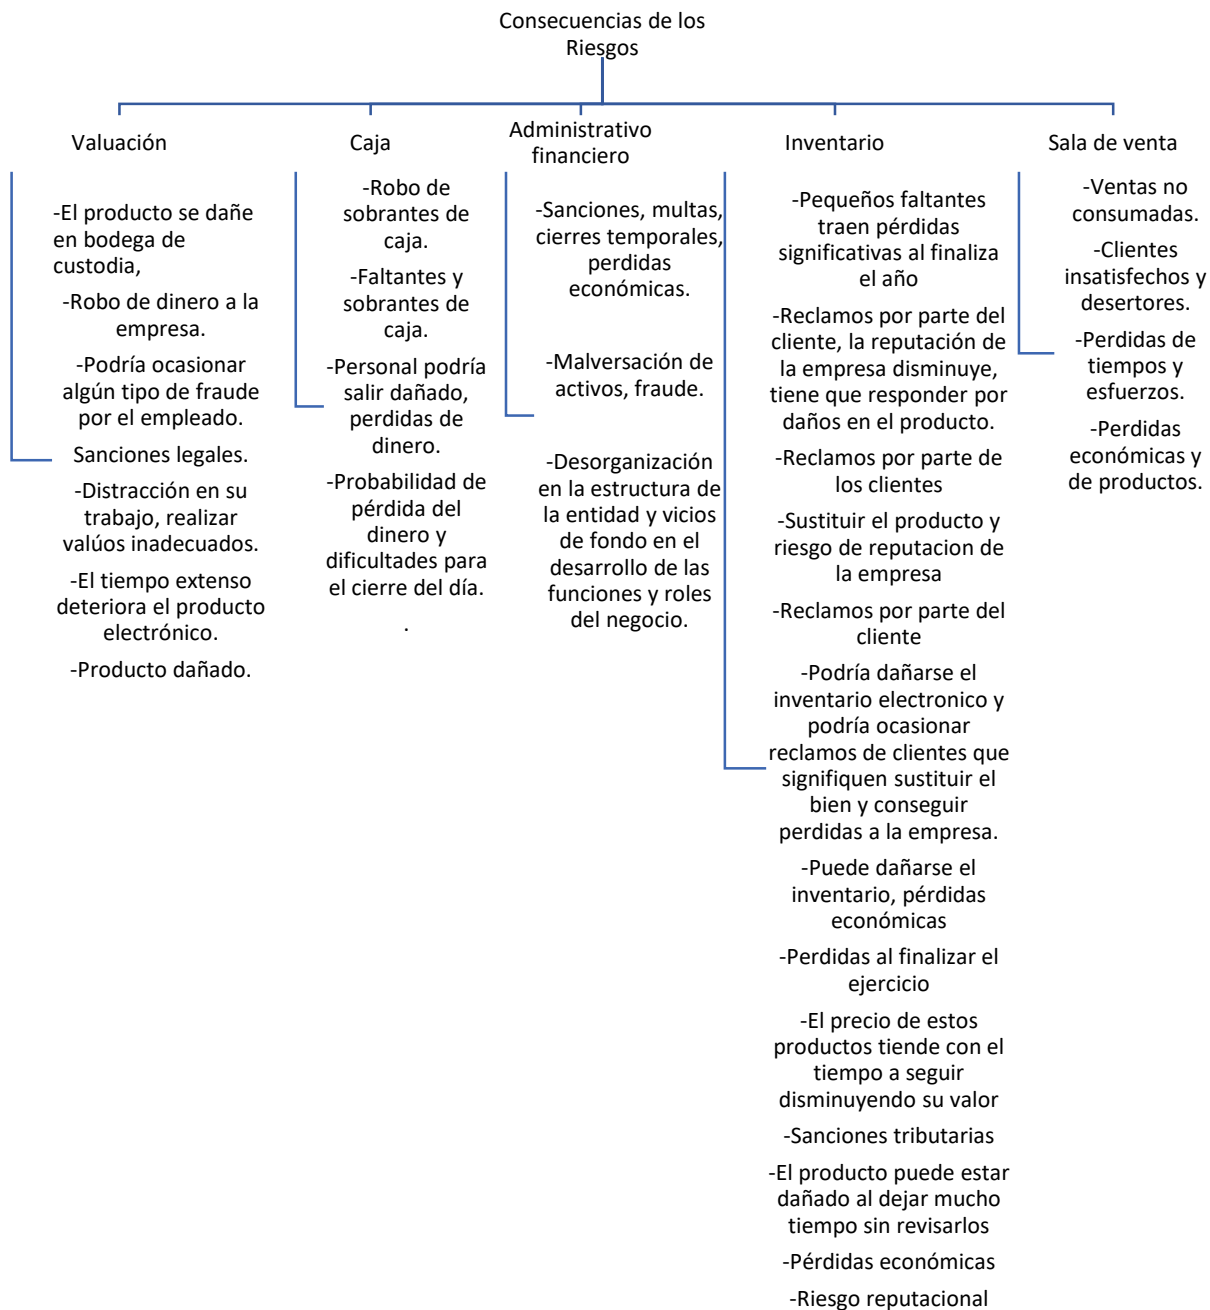 Consecuencias de los
Riesgos
Valuación
-El producto se dañe
en bodega de
custodia,
-Robo de dinero a la
empresa.
-Podría ocasionar
algún tipo de fraude
por el empleado.
Sanciones legales.
-Distracción en su
trabajo, realizar
valúos inadecuados.
-El tiempo extenso
deteriora el producto
electrónico.
-Producto dañado.
Caja
-Robo de
sobrantes de
caja.
-Faltantes y
sobrantes de
caja.
-Personal podría
salir dañado,
perdidas de
dinero.
-Probabilidad de
pérdida del
dinero y
dificultades para
el cierre del día.
.
Administrativo
financiero
-Sanciones, multas,
cierres temporales,
perdidas
económicas.
-Malversación de
activos, fraude.
-Desorganización
en la estructura de
la entidad y vicios
de fondo en el
desarrollo de las
funciones y roles
del negocio.
Inventario
-Pequeños faltantes
traen pérdidas
significativas al finaliza
el año
-Reclamos por parte del
cliente, la reputación de
la empresa disminuye,
tiene que responder por
daños en el producto.
-Reclamos por parte de
los clientes
-Sustituir el producto y
riesgo de reputacion de
la empresa
-Reclamos por parte del
cliente
-Podría dañarse el
inventario electronico y
podría ocasionar
reclamos de clientes que
signifiquen sustituir el
bien y conseguir
perdidas a la empresa.
-Puede dañarse el
inventario, pérdidas
económicas
-Perdidas al finalizar el
ejercicio
-El precio de estos
productos tiende con el
tiempo a seguir
disminuyendo su valor
-Sanciones tributarias
-El producto puede estar
dañado al dejar mucho
tiempo sin revisarlos
-Pérdidas económicas
-Riesgo reputacional
Sala de venta
-Ventas no
consumadas.
-Clientes
insatisfechos y
desertores.
-Perdidas de
tiempos y
esfuerzos.
-Perdidas
económicas y
de productos.